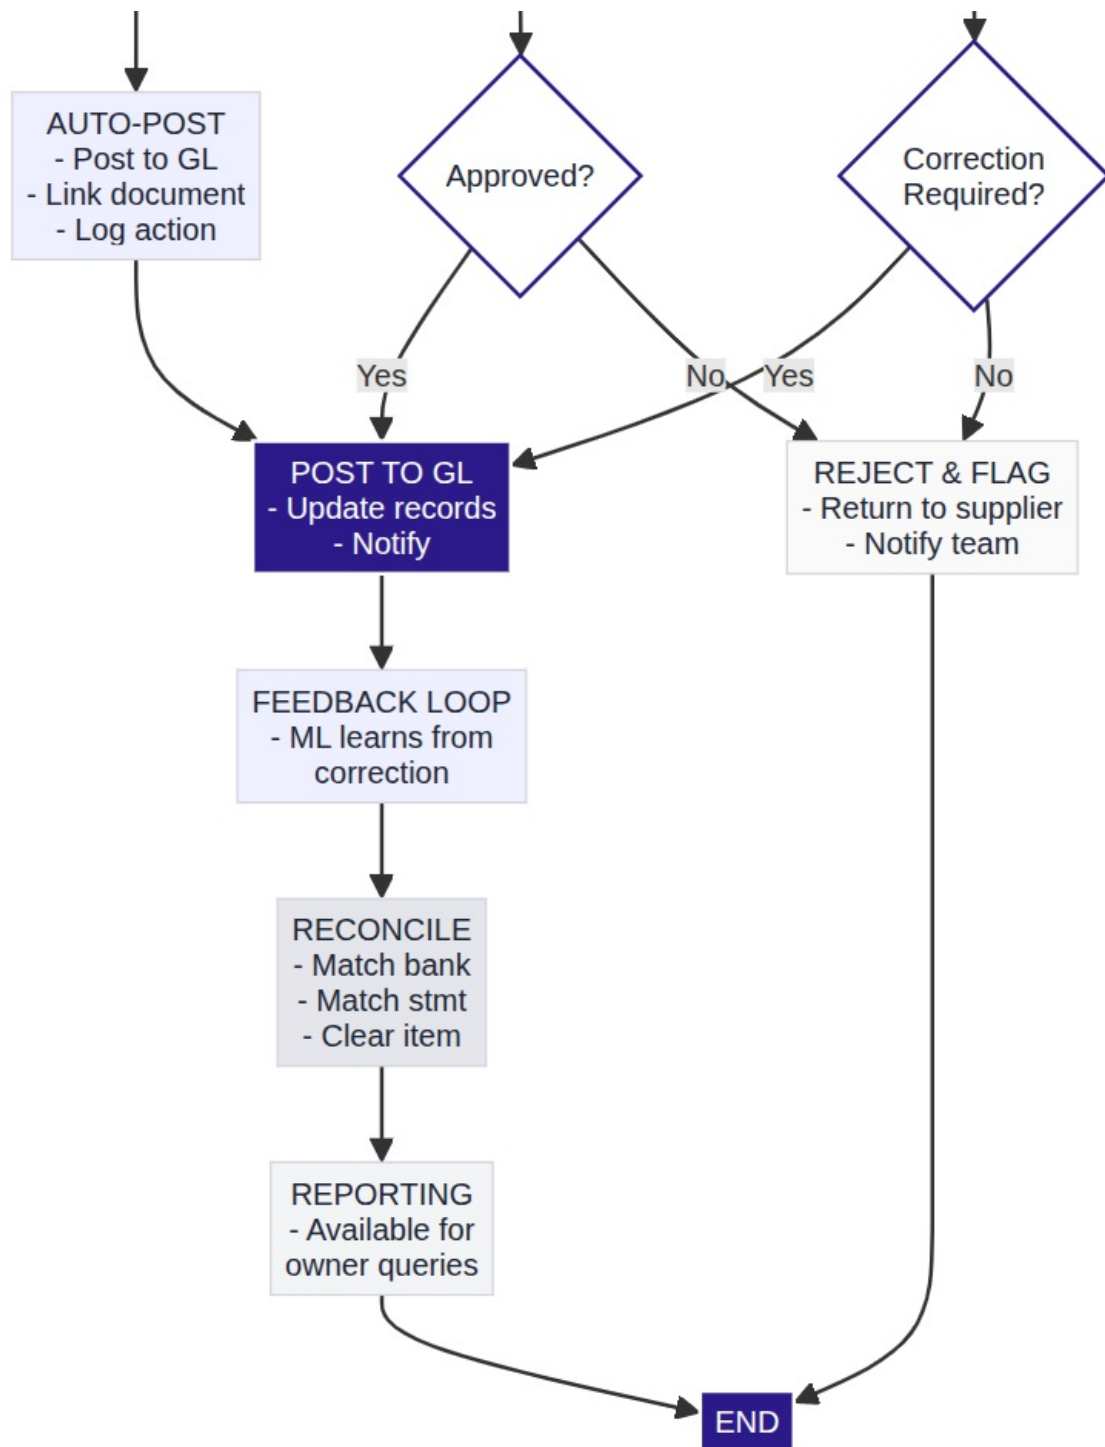 AUTO-POST
- Post to GL
- Link document
- Log action
Approved?
Correction
Required?
Yes
No
Yes
No
POST TO GL
- Update records
- Notify
REJECT & FLAG
- Return to supplier
- Notify team
FEEDBACK LOOP
- ML learns from
correction
RECONCILE
- Match bank
- Match stmt
- Clear item
REPORTING
- Available for
owner queries
END